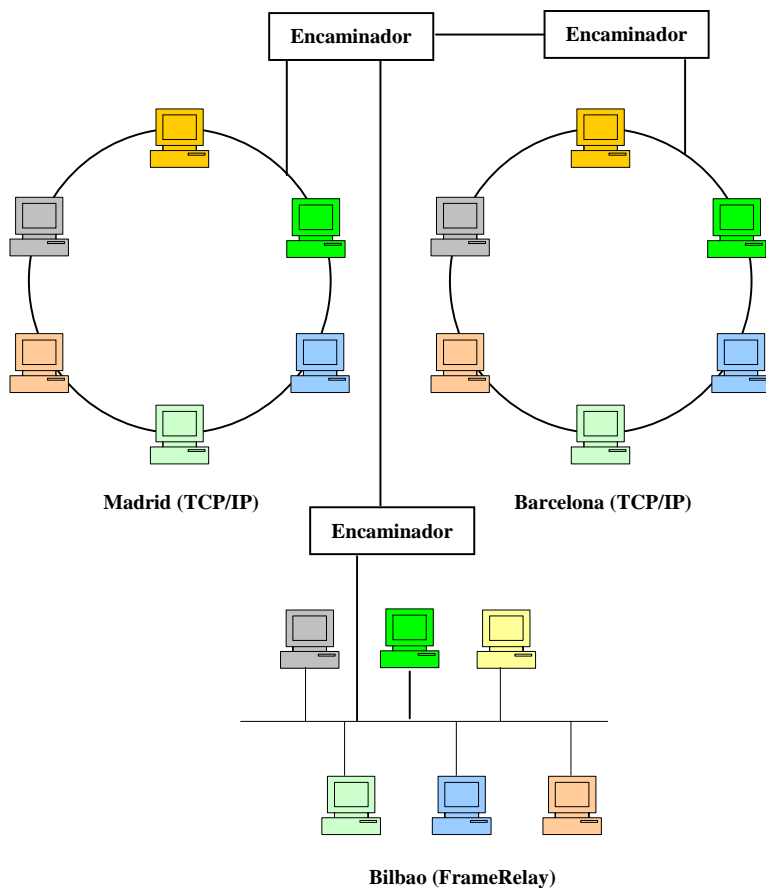 Encaminador
Encaminador
Madrid (TCP/IP)
Barcelona (TCP/IP)
Encaminador
Bilbao (FrameRelay)